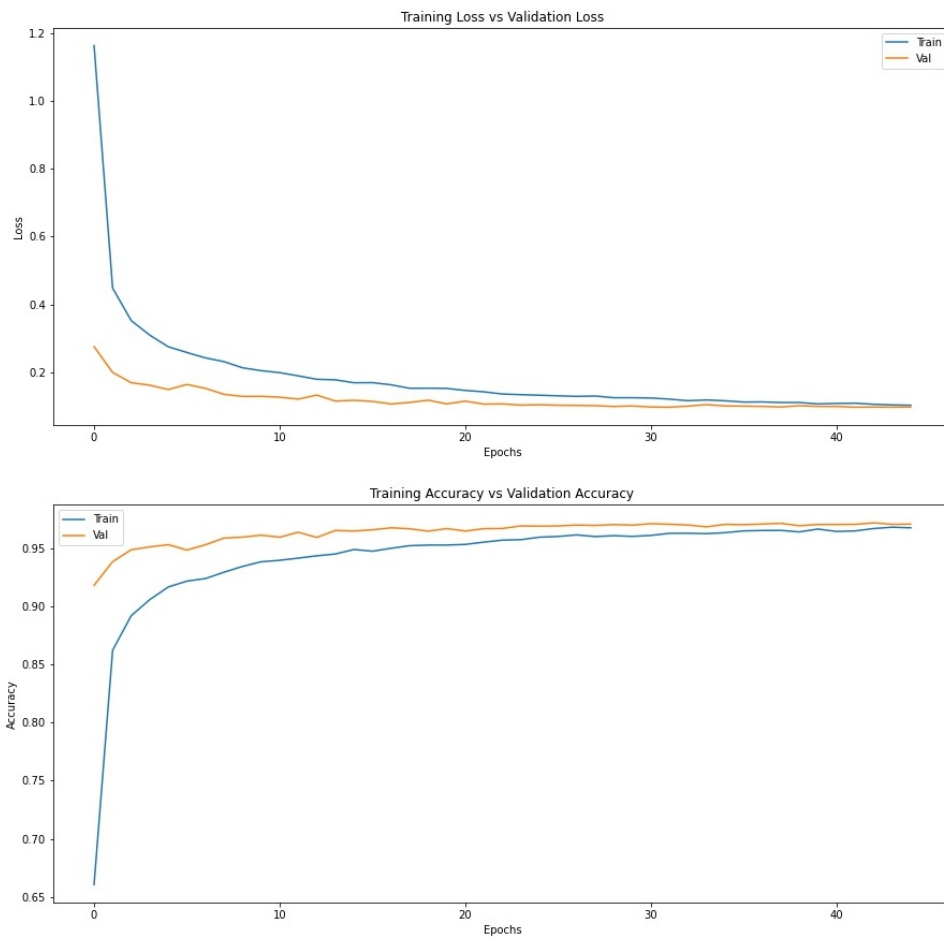 Training Loss vs Validation Loss
1.2
1.0
0.8
0.6
0.4
0.2
Loss
Train
Val
0 10 20 30 40
Epochs
Training Accuracy vs Validation Accuracy
Train
Val
0.95
0.90
0.85
0.80
0.75
0.70
0.65
Accuracy
0 10 20 30 40
Epochs